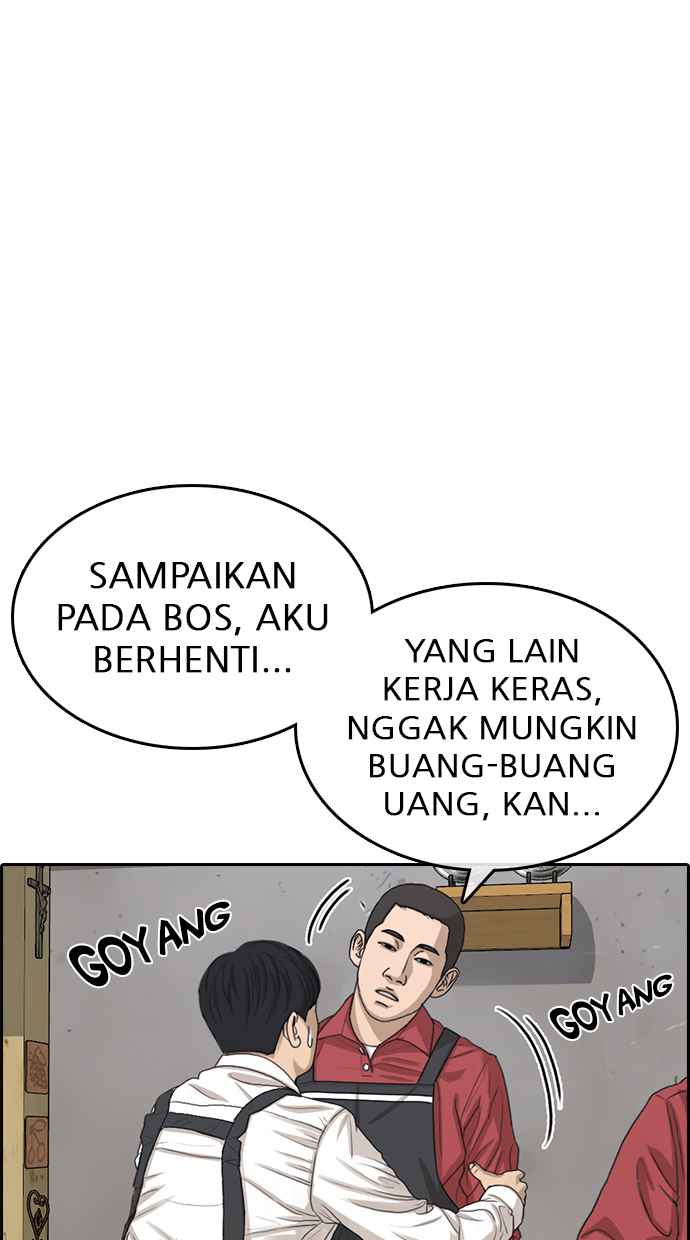 SAMPAIKAN
PADA BOS, AKU
BERHENTI...
YANG LAIN
KERJA KERAS,
NGGAK MUNGKIN
BUANG-BUANG
UANG, KAN...
GOYANG
GOYANG